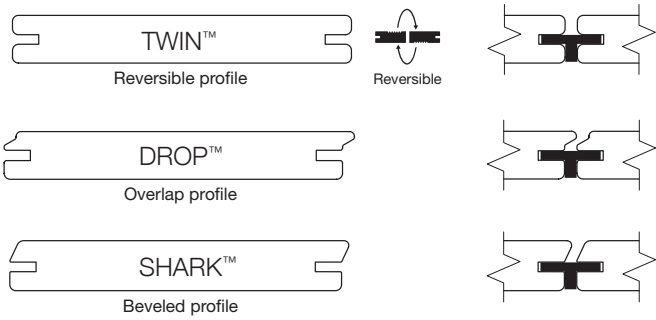 TWIN™
Reversible profile
Reversible
DROP™
Overlap profile
SHARK™
Beveled profile